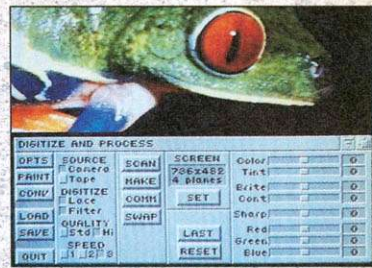 DIGITIZE AND PROCESS
OPTS SOURCE SCAN SCREEN Color 0
Camera 736x482 Tint 0
PAINT Tape MAKE 4 planes Brite 0
CONV DIGITIZE COMM SET Cont 0
Lace
LOAD Filter SWAP Sharp 0
SAVE QUALITY Red 0
Std Hi LAST Green 0
QUIT SPEED RESET Blue 0
1 2